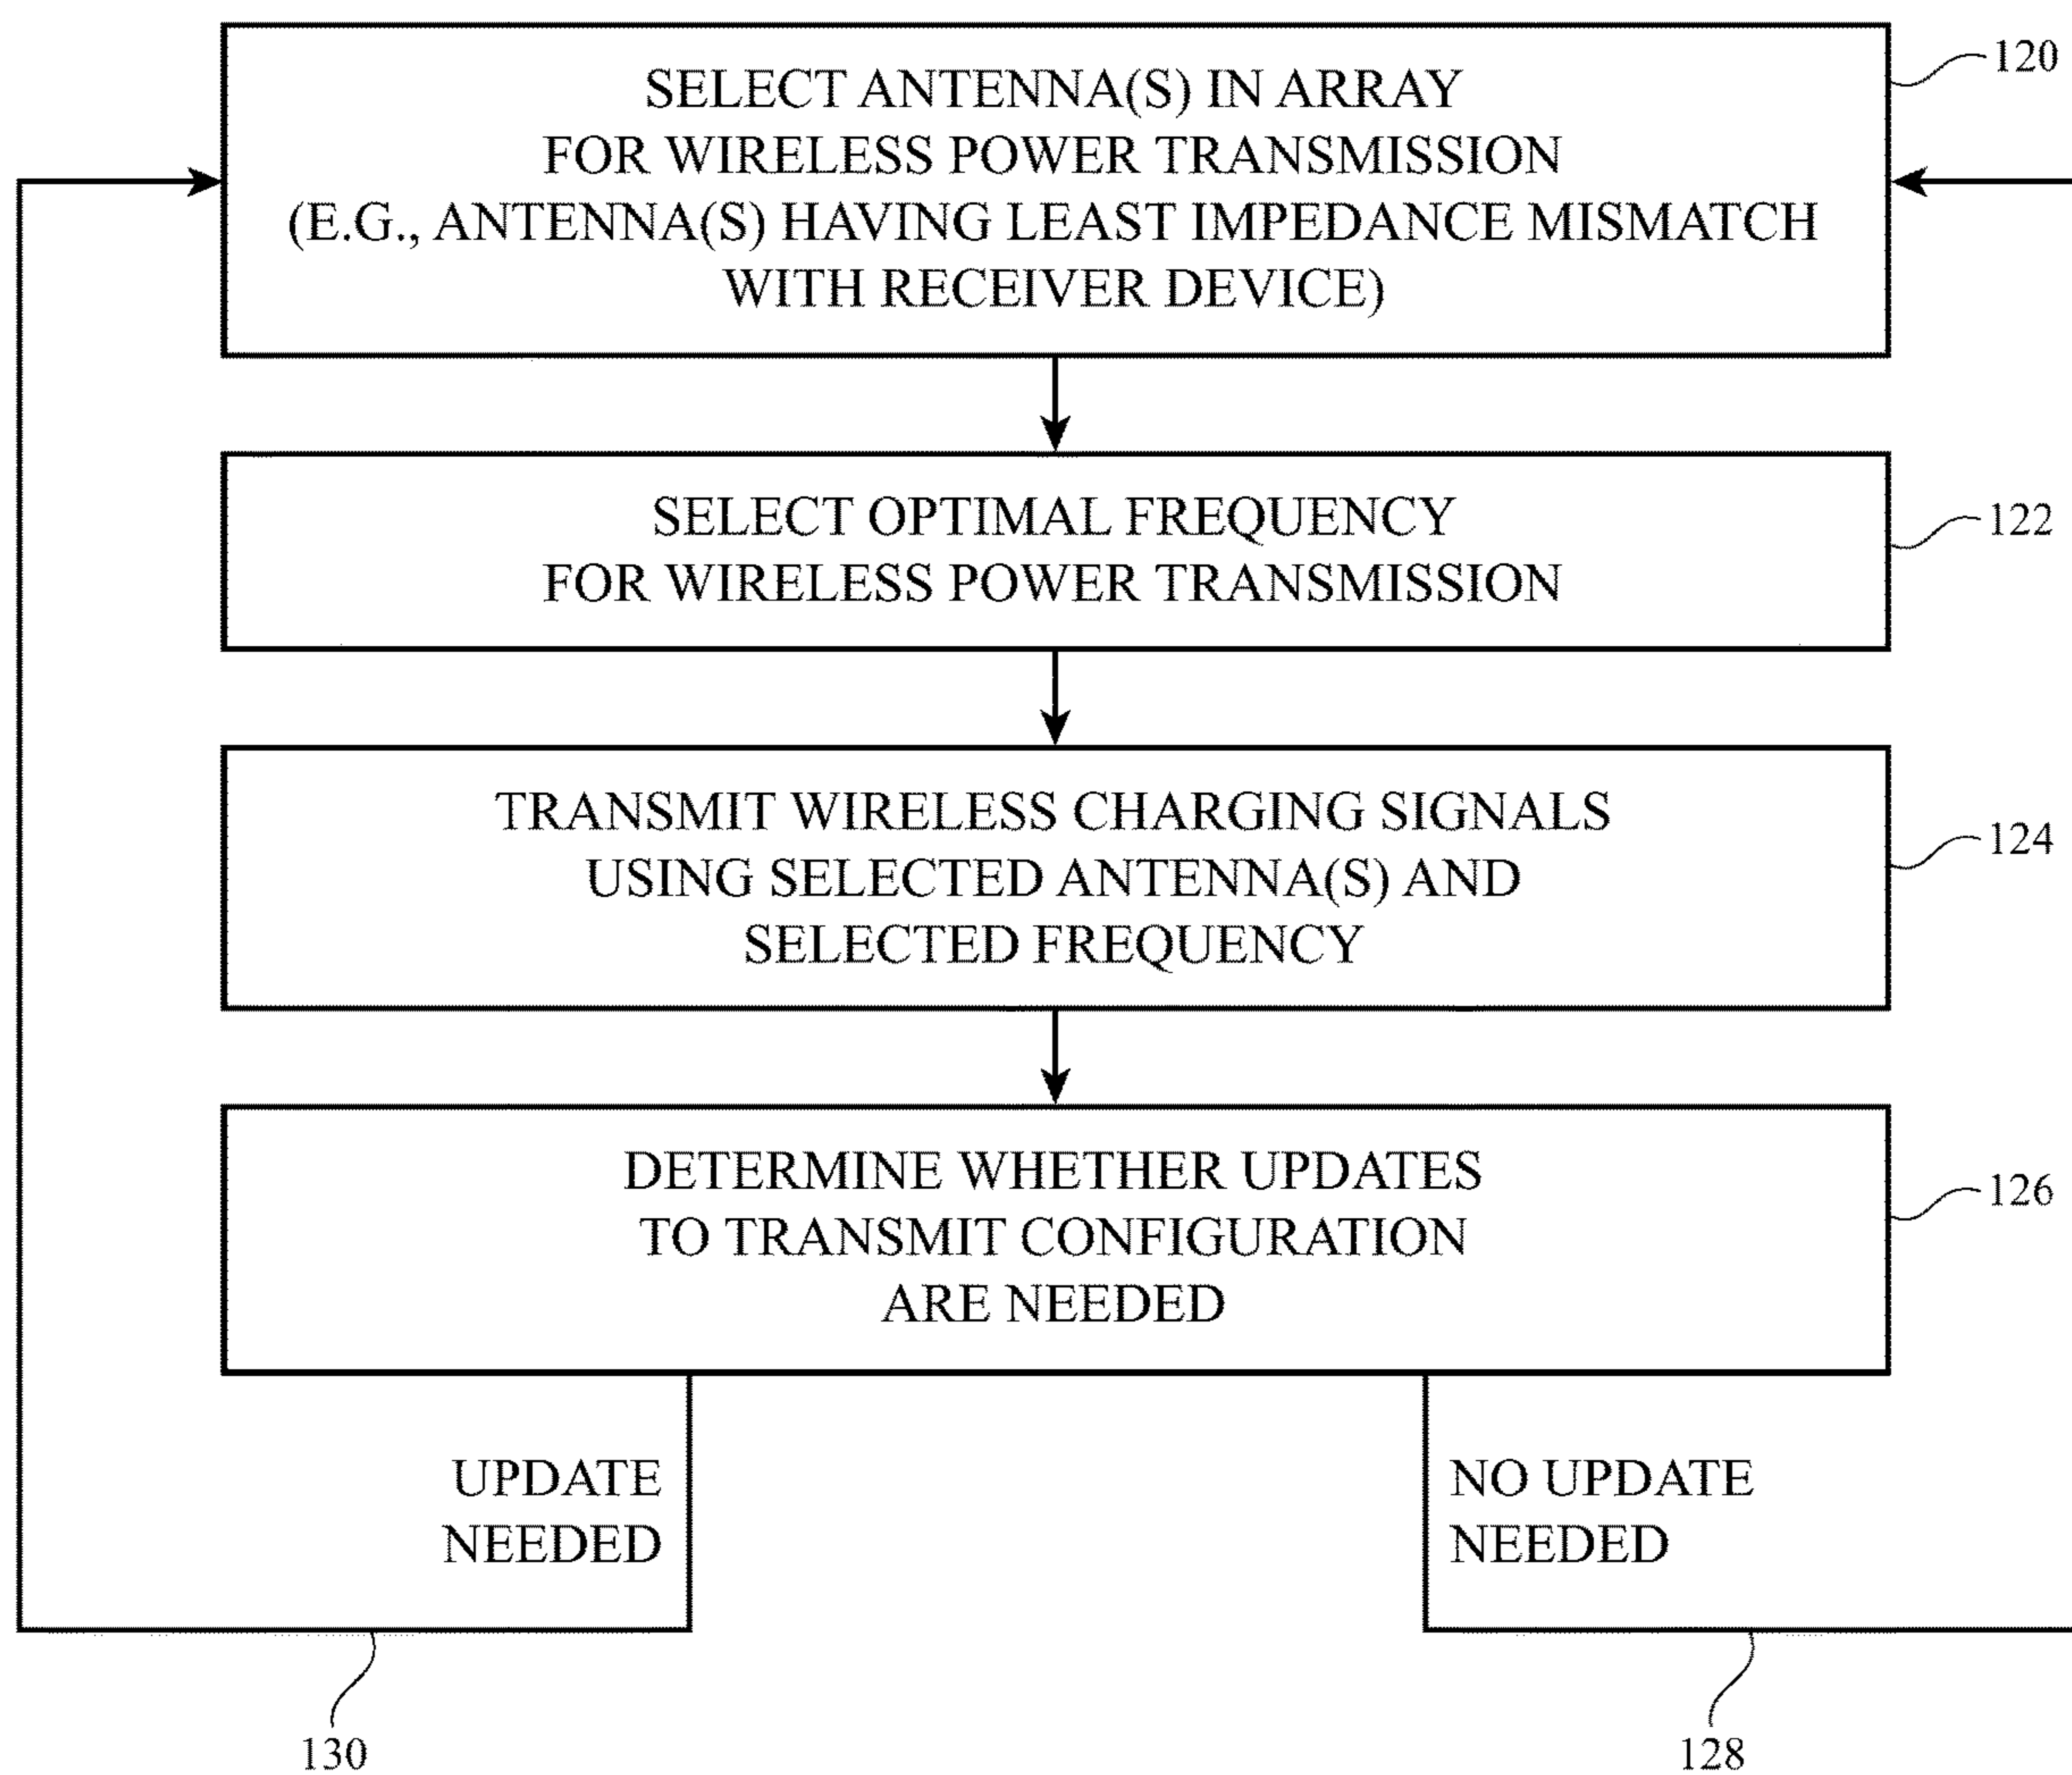 SELECT ANTENNA(S) IN ARRAY
FOR WIRELESS POWER TRANSMISSION
(E.G., ANTENNA(S) HAVING LEAST IMPEDANCE MISMATCH
WITH RECEIVER DEVICE)
120
SELECT OPTIMAL FREQUENCY
FOR WIRELESS POWER TRANSMISSION
122
TRANSMIT WIRELESS CHARGING SIGNALS
USING SELECTED ANTENNA(S) AND
SELECTED FREQUENCY
124
DETERMINE WHETHER UPDATES
TO TRANSMIT CONFIGURATION
ARE NEEDED
126
UPDATE
NEEDED
NO UPDATE
NEEDED
130
128